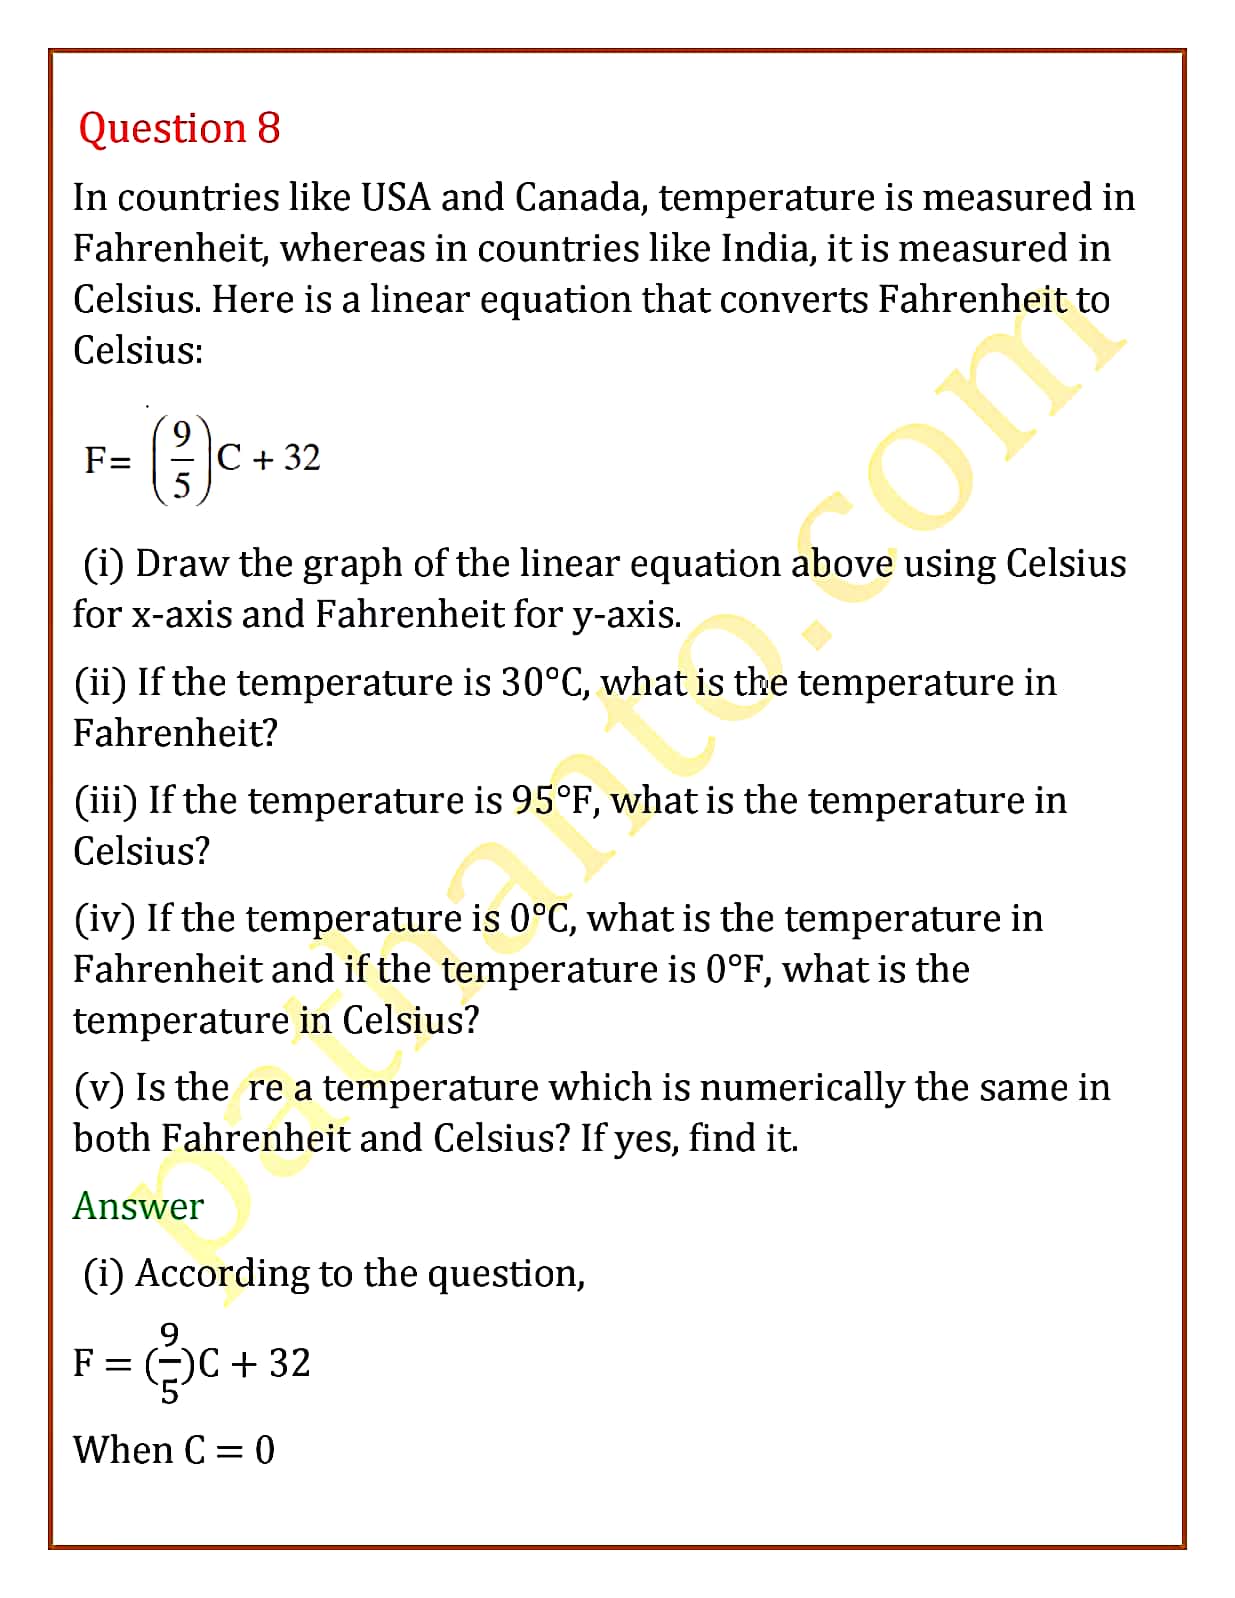 Question 8
In countries like USA and Canada, temperature is measured in
Fahrenheit, whereas in countries like India, it is measured in
Celsius. Here is a linear equation that converts Fahrenheit to
Celsius:
F= (9/5)C + 32
(i) Draw the graph of the linear equation above using Celsius
for x-axis and Fahrenheit for y-axis.
(ii) If the temperature is 30°C, what is the temperature in
Fahrenheit?
(iii) If the temperature is 95°F, what is the temperature in
Celsius?
(iv) If the temperature is 0°C, what is the temperature in
Fahrenheit and if the temperature is 0°F, what is the
temperature in Celsius?
(v) Is the  re a temperature which is numerically the same in
both Fahrenheit and Celsius? If yes, find it.
Answer
(i) According to the question,
F = (9/5)C + 32
When C = 0
pathanto.com